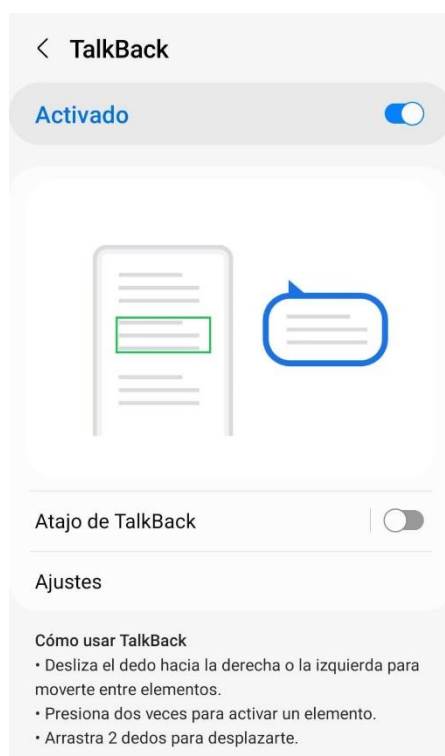 TalkBack
Activado
Atajo de TalkBack
Ajustes
Cómo usar TalkBack
• Desliza el dedo hacia la derecha o la izquierda para
moverte entre elementos.
• Presiona dos veces para activar un elemento.
• Arrastra 2 dedos para desplazarte.